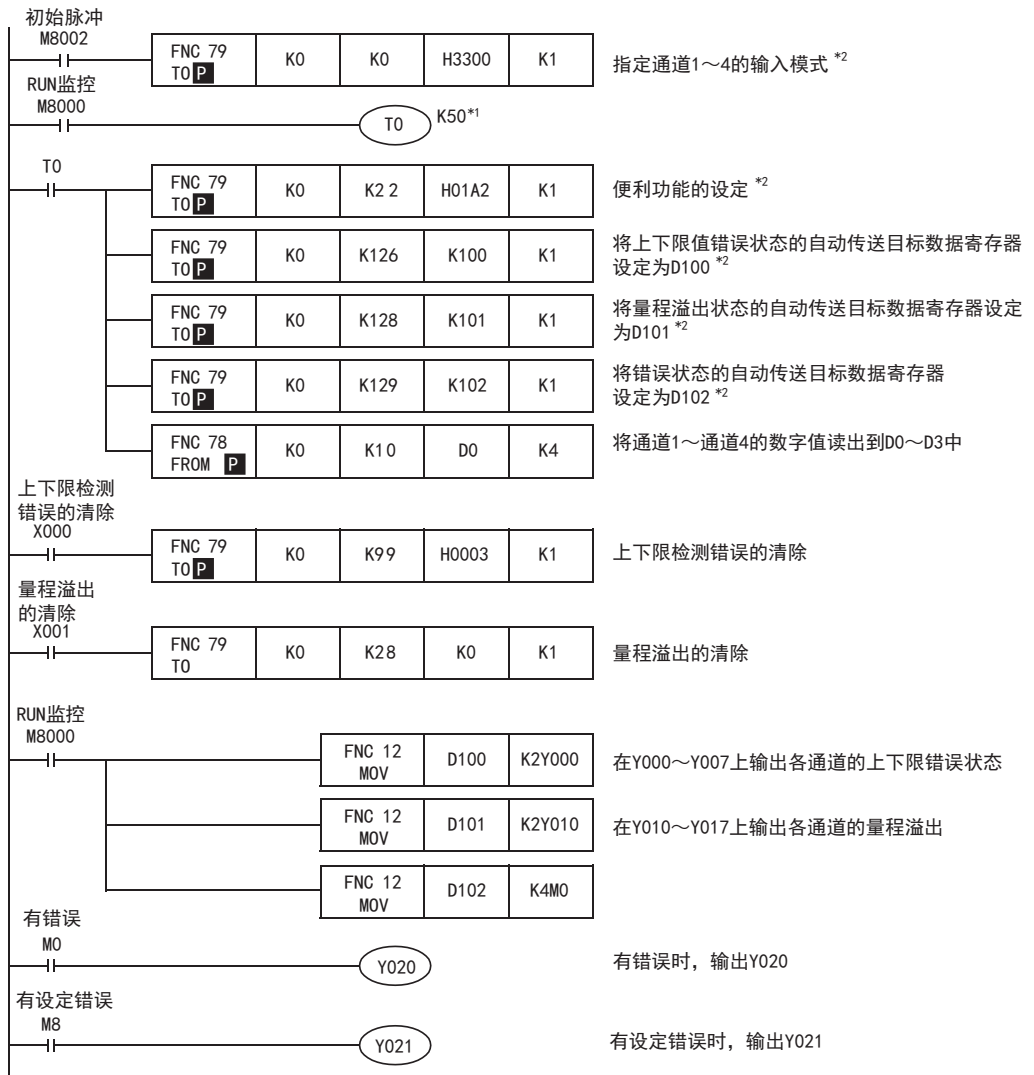 初始脉冲
M8002
FNC 79 TO P K0 K0 H3300 K1 指定通道1～4的输入模式 *2
RUN监控
M8000
T0 K50*1
T0
FNC 79 TO P K0 K22 H01A2 K1 便利功能的设定 *2
FNC 79 TO P K0 K126 K100 K1 将上下限值错误状态的自动传送目标数据寄存器
设定为D100 *2
FNC 79 TO P K0 K128 K101 K1 将量程溢出状态的自动传送目标数据寄存器设定
为D101 *2
FNC 79 TO P K0 K129 K102 K1 将错误状态的自动传送目标数据寄存器
设定为D102 *2
FNC 78 FROM P K0 K10 D0 K4 将通道1～通道4的数字值读出到D0～D3中
上下限检测
错误的清除
X000
FNC 79 TO P K0 K99 H0003 K1 上下限检测错误的清除
量程溢出
的清除
X001
FNC 79 TO K0 K28 K0 K1 量程溢出的清除
RUN监控
M8000
FNC 12 MOV D100 K2Y000 在Y000～Y007上输出各通道的上下限错误状态
FNC 12 MOV D101 K2Y010 在Y010～Y017上输出各通道的量程溢出
FNC 12 MOV D102 K4M0
有错误
M0
Y020 有错误时，输出Y020
有设定错误
M8
Y021 有设定错误时，输出Y021